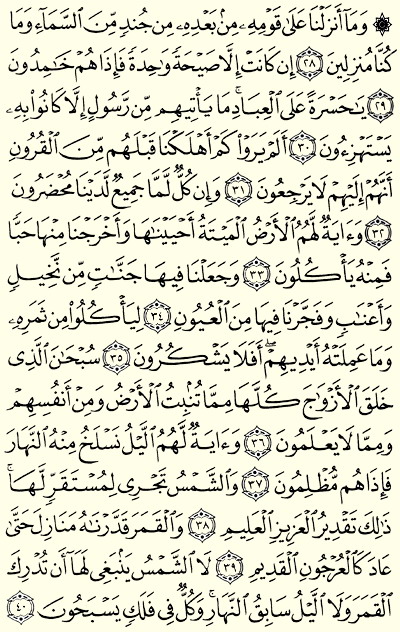 ۞ وَمَآ أَنزَلْنَا عَلَىٰ قَوْمِهِۦ مِنۢ بَعْدِهِۦ مِن جُندٍ مِّنَ ٱلسَّمَآءِ وَمَا
كُنَّا مُنزِلِينَ ٢٨ إِن كَانَتْ إِلَّا صَيْحَةً وَٰحِدَةً فَإِذَا هُمْ خَٰمِدُونَ
٢٩ يَٰحَسْرَةً عَلَى ٱلْعِبَادِ ۚ مَا يَأْتِيهِم مِّن رَّسُولٍ إِلَّا كَانُوا۟ بِهِۦ
يَسْتَهْزِءُونَ ٣٠ أَلَمْ يَرَوْا۟ كَمْ أَهْلَكْنَا قَبْلَهُم مِّنَ ٱلْقُرُونِ
أَنَّهُمْ إِلَيْهِمْ لَا يَرْجِعُونَ ٣١ وَإِن كُلٌّ لَّمَّا جَمِيعٌ لَّدَيْنَا مُحْضَرُونَ
٣٢ وَءَايَةٌ لَّهُمُ ٱلْأَرْضُ ٱلْمَيْتَةُ أَحْيَيْنَٰهَا وَأَخْرَجْنَا مِنْهَا حَبًّا
فَمِنْهُ يَأْكُلُونَ ٣٣ وَجَعَلْنَا فِيهَا جَنَّٰتٍ مِّن نَّخِيلٍ
وَأَعْنَٰبٍ وَفَجَّرْنَا فِيهَا مِنَ ٱلْعُيُونِ ٣٤ لِيَأْكُلُوا۟ مِن ثَمَرِهِۦ
وَمَا عَمِلَتْهُ أَيْدِيهِمْ ۖ أَفَلَا يَشْكُرُونَ ٣٥ سُبْحَٰنَ ٱلَّذِى
خَلَقَ ٱلْأَزْوَٰجَ كُلَّهَا مِمَّا تُنۢبِتُ ٱلْأَرْضُ وَمِنْ أَنفُسِهِمْ
وَمِمَّا لَا يَعْلَمُونَ ٣٦ وَءَايَةٌ لَّهُمُ ٱلَّيْلُ نَسْلَخُ مِنْهُ ٱلنَّهَارَ
فَإِذَا هُم مُّظْلِمُونَ ٣٧ وَٱلشَّمْسُ تَجْرِى لِمُسْتَقَرٍّ لَّهَا ۚ
ذَٰلِكَ تَقْدِيرُ ٱلْعَزِيزِ ٱلْعَلِيمِ ٣٨ وَٱلْقَمَرَ قَدَّرْنَٰهُ مَنَازِلَ حَتَّىٰ
عَادَ كَٱلْعُرْجُونِ ٱلْقَدِيمِ ٣٩ لَا ٱلشَّمْسُ يَنۢبَغِى لَهَآ أَن تُدْرِكَ
ٱلْقَمَرَ وَلَا ٱلَّيْلُ سَابِقُ ٱلنَّهَارِ ۚ وَكُلٌّ فِى فَلَكٍ يَسْبَحُونَ ٤٠